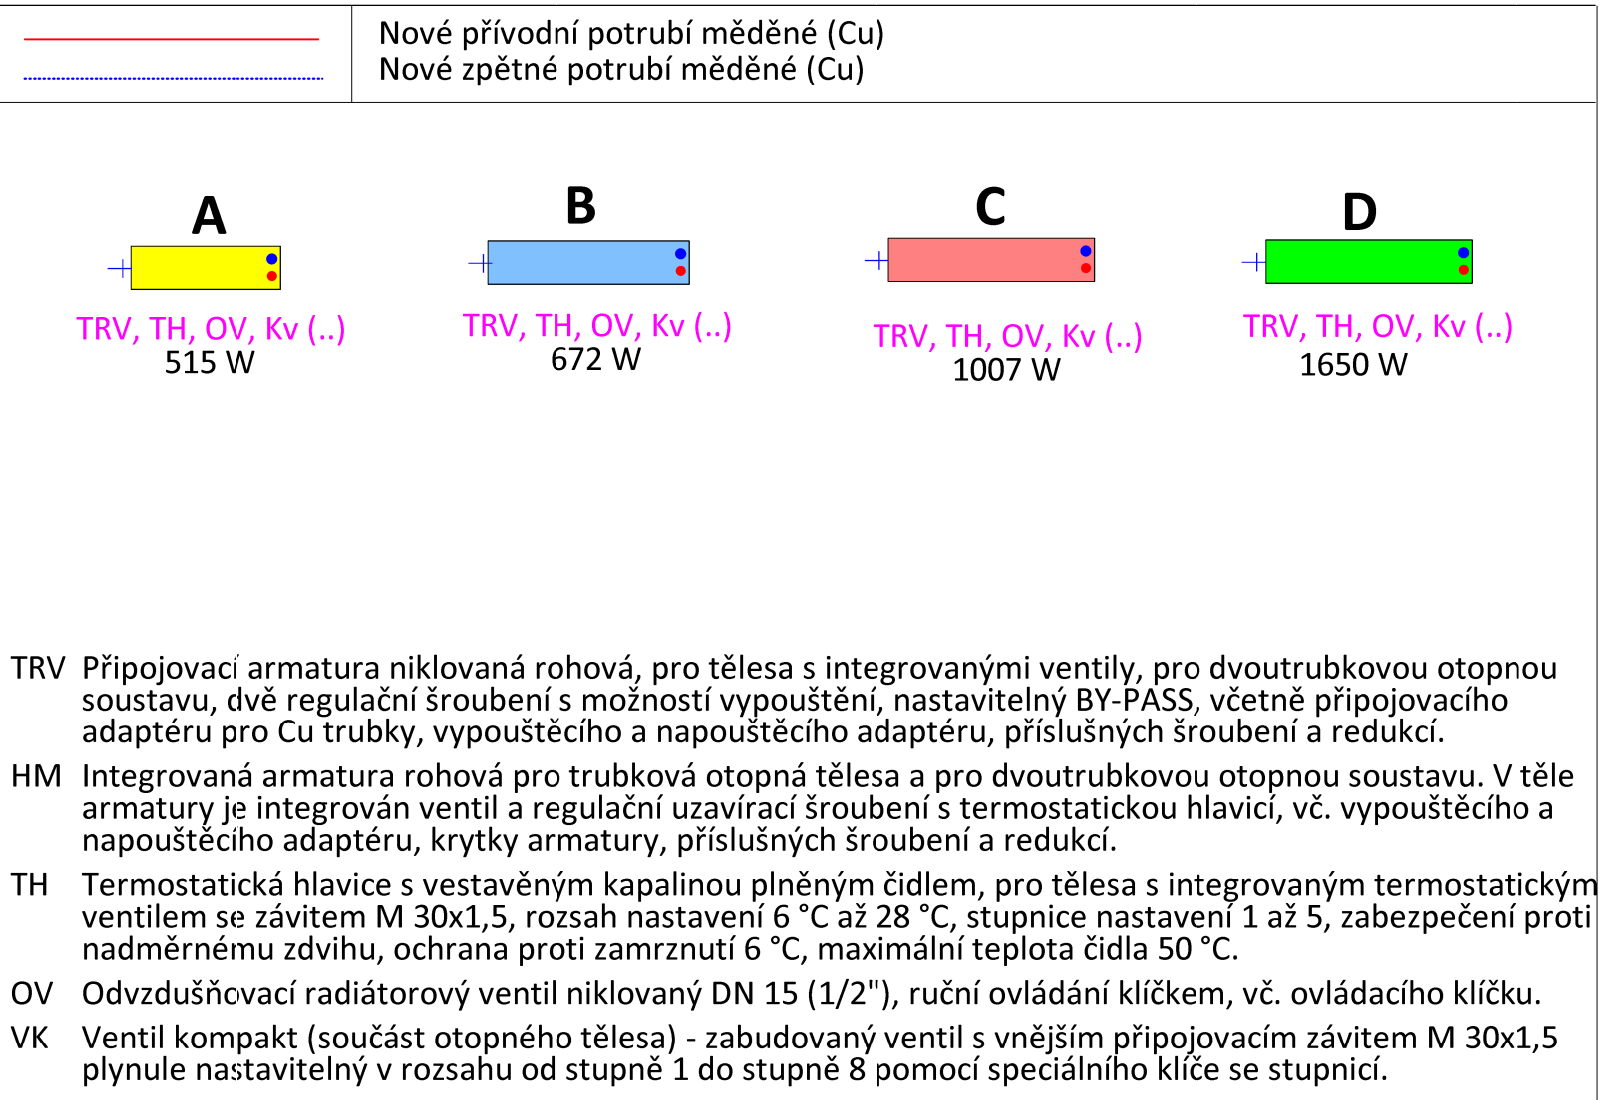 Nové přívodní potrubí měděné (Cu)
Nové zpětné potrubí měděné (Cu)
A
B
C
D
TRV, TH, OV, Kv (..)
TRV, TH, OV, Kv (..)
TRV, TH, OV, Kv (..)
TRV, TH, OV, Kv (..)
515 W
672 W
1007 W
1650 W
TRV Připojovací armatura niklovaná rohová, pro tělesa s integrovanými ventily, pro dvoutrubkovou otopnou
soustavu, dvě regulační šroubení s možností vypouštění, nastavitelný BY-PASS, včetně připojovacího
adaptéru pro Cu trubky, vypouštěcího a napouštěcího adaptéru, příslušných šroubení a redukcí.
HM Integrovaná armatura rohová pro trubková otopná tělesa a pro dvoutrubkovou otopnou soustavu. V těle
armatury je integrován ventil a regulační uzavírací šroubení s termostatickou hlavicí, vč. vypouštěcího a
napouštěcího adaptéru, krytky armatury, příslušných šroubení a redukcí.
TH Termostatická hlavice s vestavěným kapalinou plněným čidlem, pro tělesa s integrovaným termostatickým
ventilem se závitem M 30x1,5, rozsah nastavení 6 °C až 28 °C, stupnice nastavení 1 až 5, zabezpečení proti
nadměrnému zdvihu, ochrana proti zamrznutí 6 °C, maximální teplota čidla 50 °C.
OV Odvzdušňovací radiátorový ventil niklovaný DN 15 (1/2"), ruční ovládání klíčkem, vč. ovládacího klíčku.
VK Ventil kompakt (součást otopného tělesa) - zabudovaný ventil s vnějším připojovacím závitem M 30x1,5
plynule nastavitelný v rozsahu od stupně 1 do stupně 8 pomocí speciálního klíče se stupnicí.